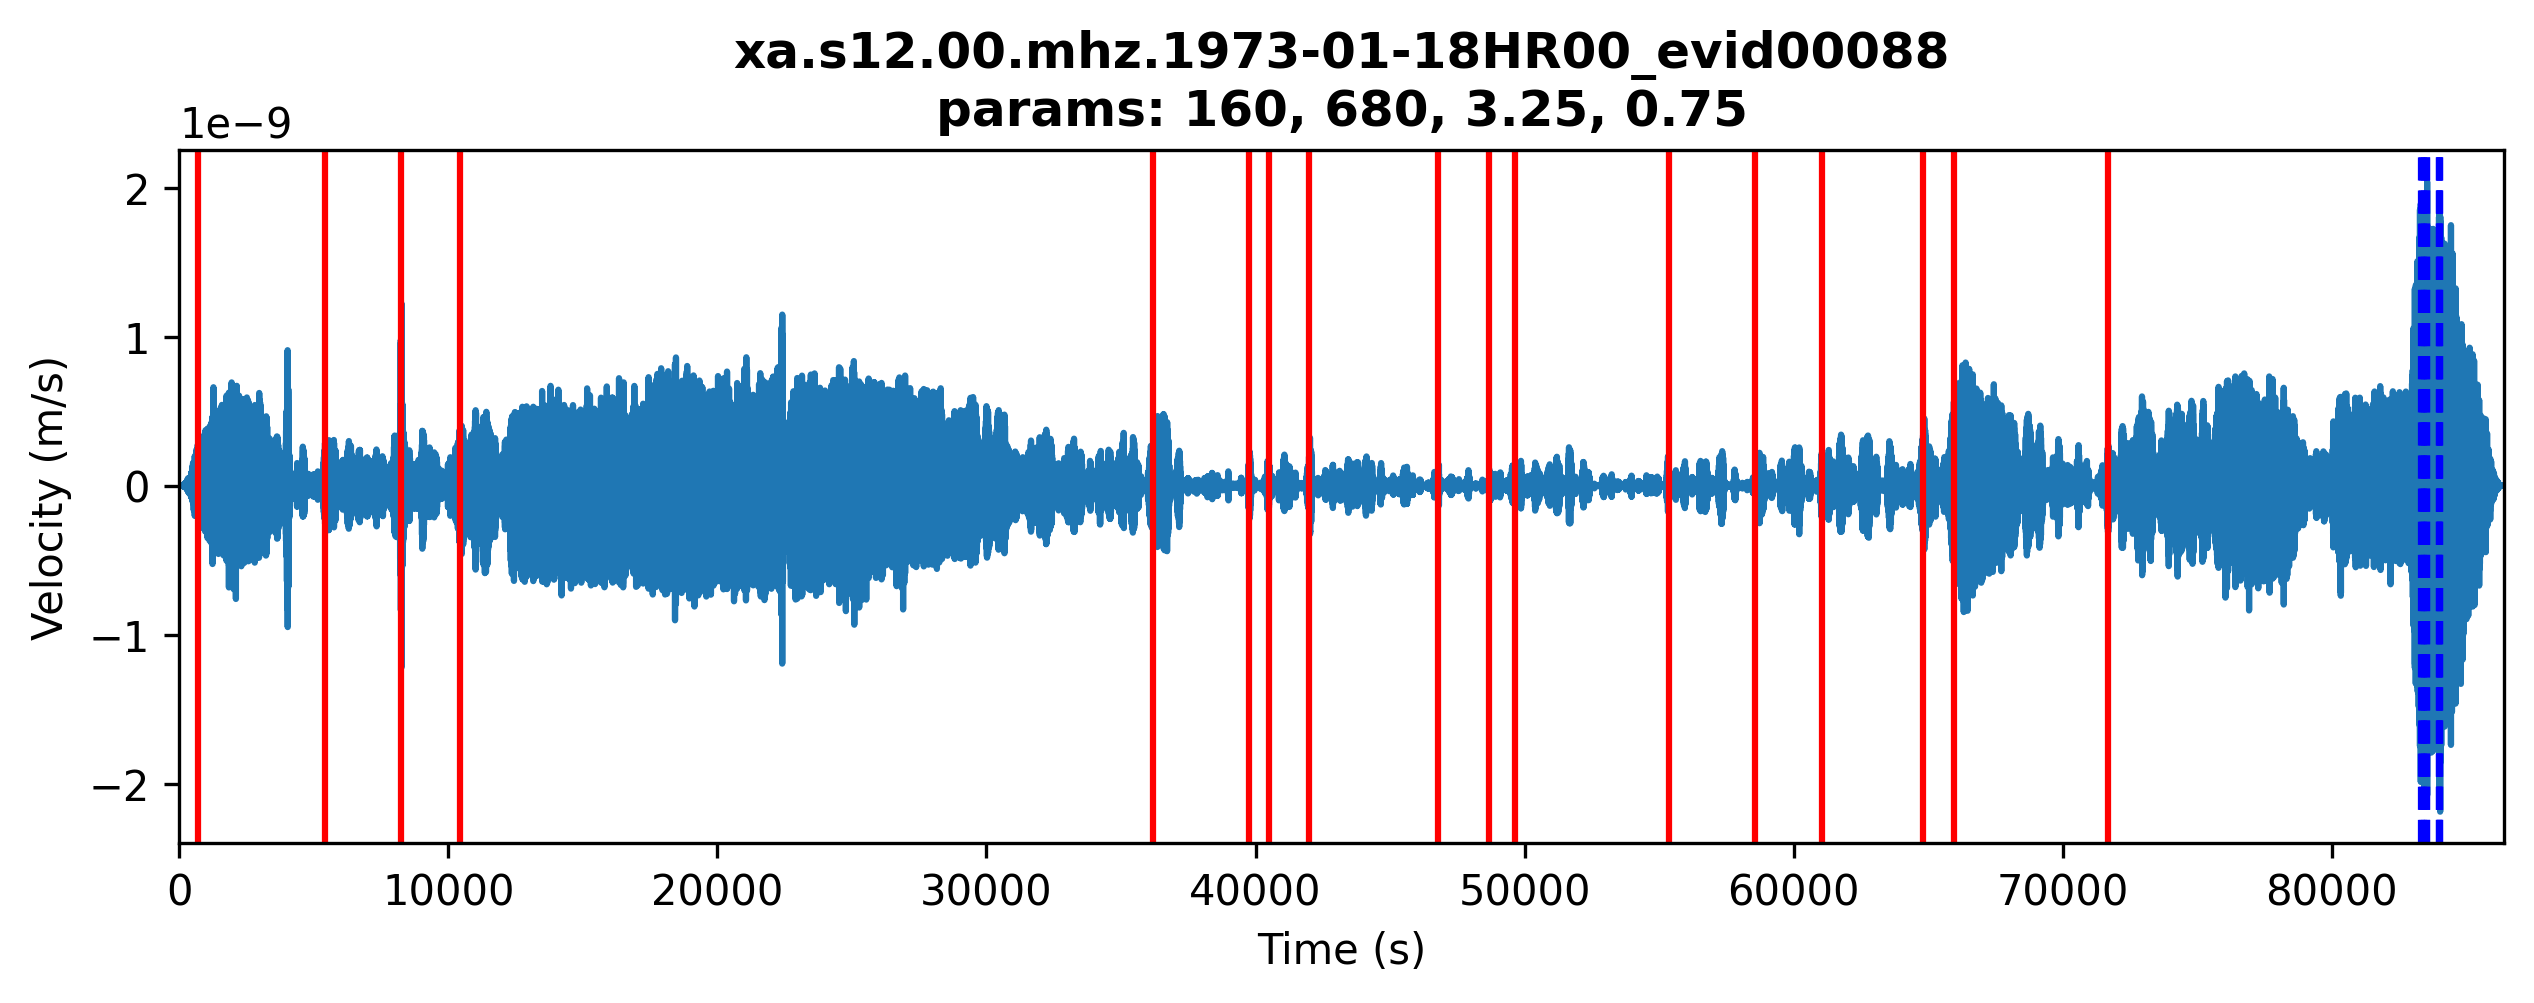 xa.s12.00.mhz.1973-01-18HR00_evid00088
params: 160, 680, 3.25, 0.75
1e−9
2
1
0
−1
−2
Velocity (m/s)
0 10000 20000 30000 40000 50000 60000 70000 80000
Time (s)